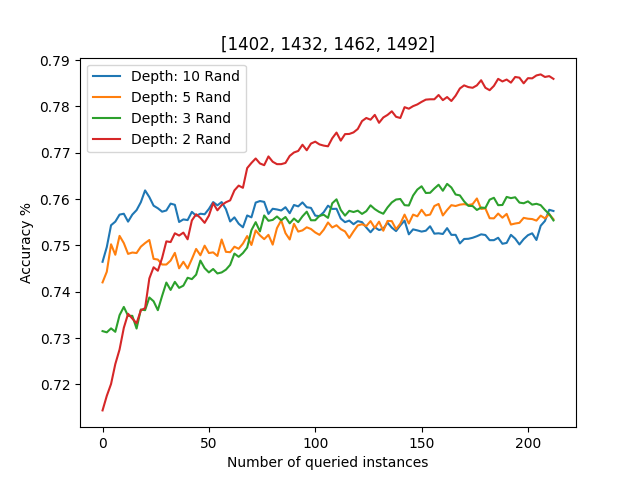 [1402, 1432, 1462, 1492]
0.79
0.78
0.77
0.76
0.75
0.74
0.73
0.72
Accuracy %
Depth: 10 Rand
Depth: 5 Rand
Depth: 3 Rand
Depth: 2 Rand
0 50 100 150 200
Number of queried instances